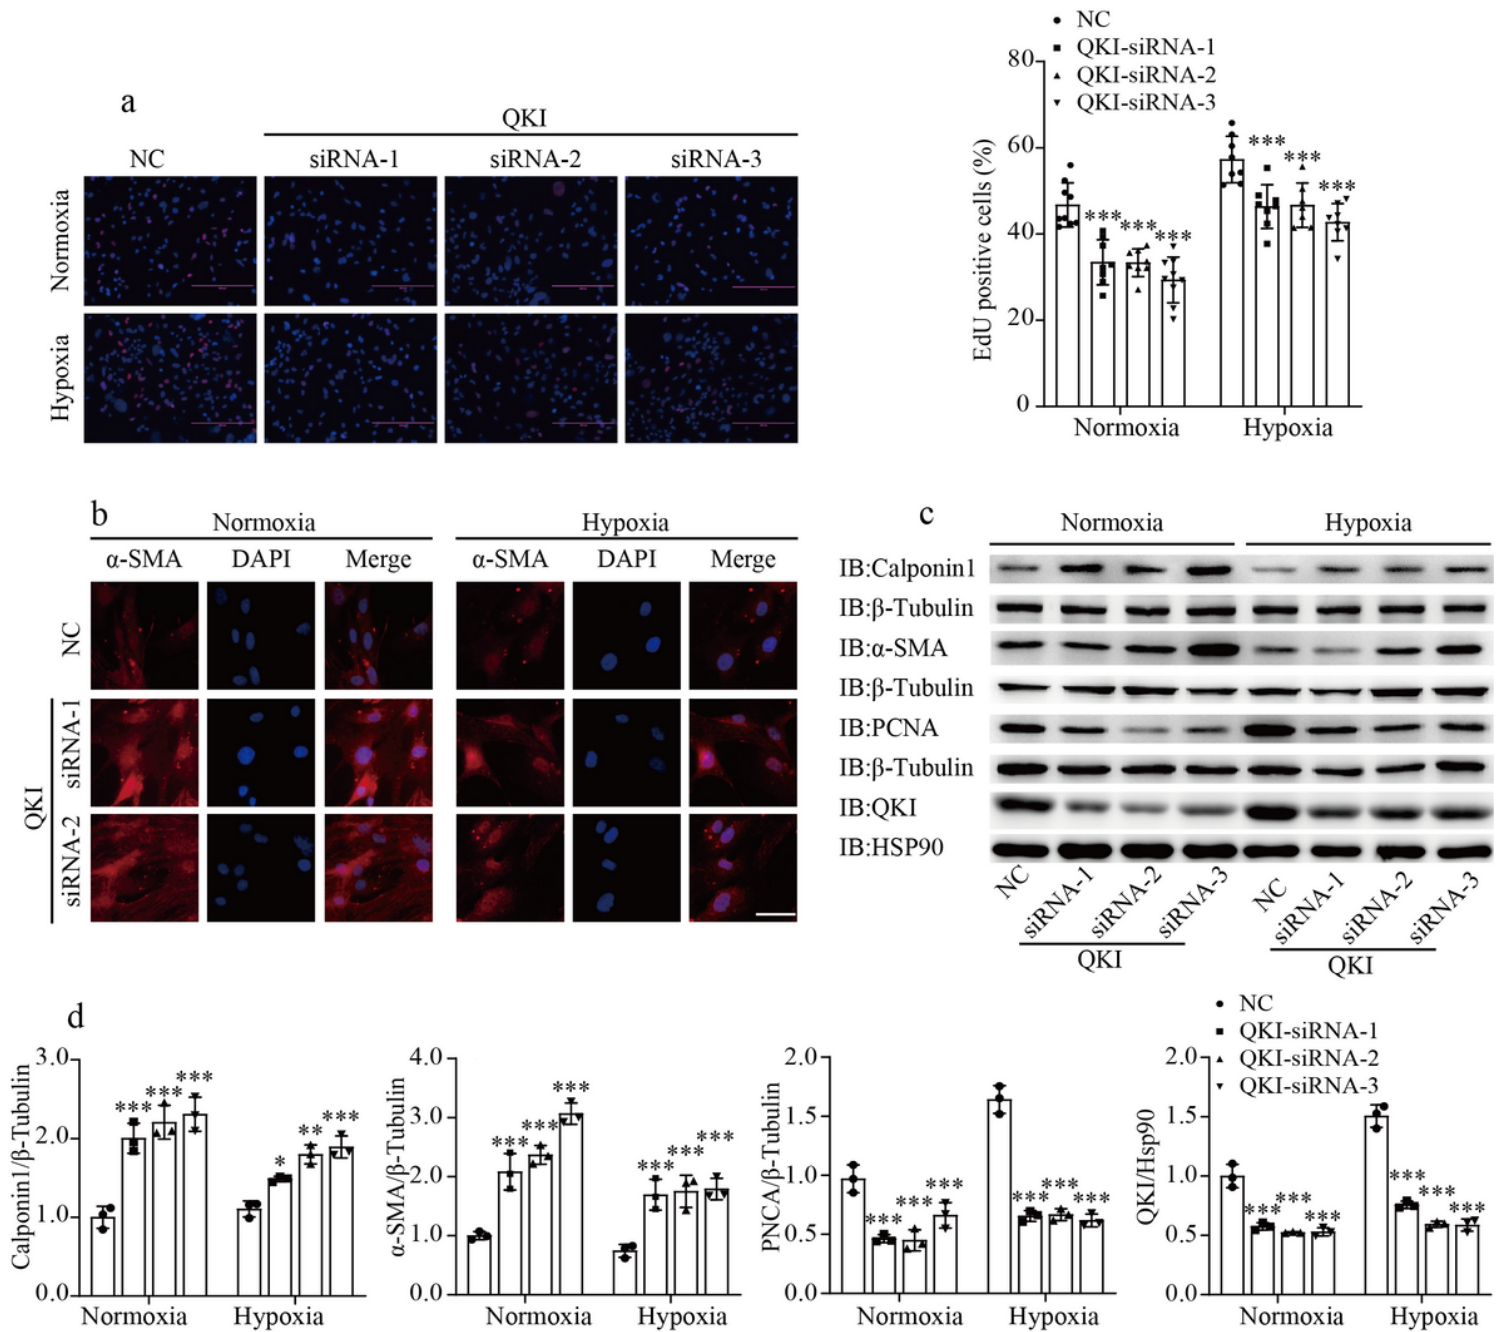 a
QKI
NC siRNA-1 siRNA-2 siRNA-3
Normoxia
Hypoxia
NC
QKI-siRNA-1
QKI-siRNA-2
QKI-siRNA-3
EdU positive cells (%)
80
60
40
20
0
*** *** ***
*** *** ***
Normoxia Hypoxia
b
Normoxia Hypoxia
α-SMA DAPI Merge α-SMA DAPI Merge
NC
QKI
siRNA-1
siRNA-2
c
Normoxia Hypoxia
IB:Calponin1
IB:β-Tubulin
IB:α-SMA
IB:β-Tubulin
IB:PCNA
IB:β-Tubulin
IB:QKI
IB:HSP90
NC siRNA-1 siRNA-2 siRNA-3 NC siRNA-1 siRNA-2 siRNA-3
QKI QKI
d
Calponin1/β-Tubulin
3.0
2.0
1.0
0.0
*** *** ***
* ** ***
Normoxia Hypoxia
α-SMA/β-Tubulin
4.0
3.0
2.0
1.0
0.0
*** *** ***
*** *** ***
Normoxia Hypoxia
PNCA/β-Tubulin
2.0
1.5
1.0
0.5
0.0
*** *** ***
*** *** ***
Normoxia Hypoxia
NC
QKI-siRNA-1
QKI-siRNA-2
QKI-siRNA-3
QKI/Hsp90
2.0
1.5
1.0
0.5
0.0
*** *** ***
*** *** ***
Normoxia Hypoxia